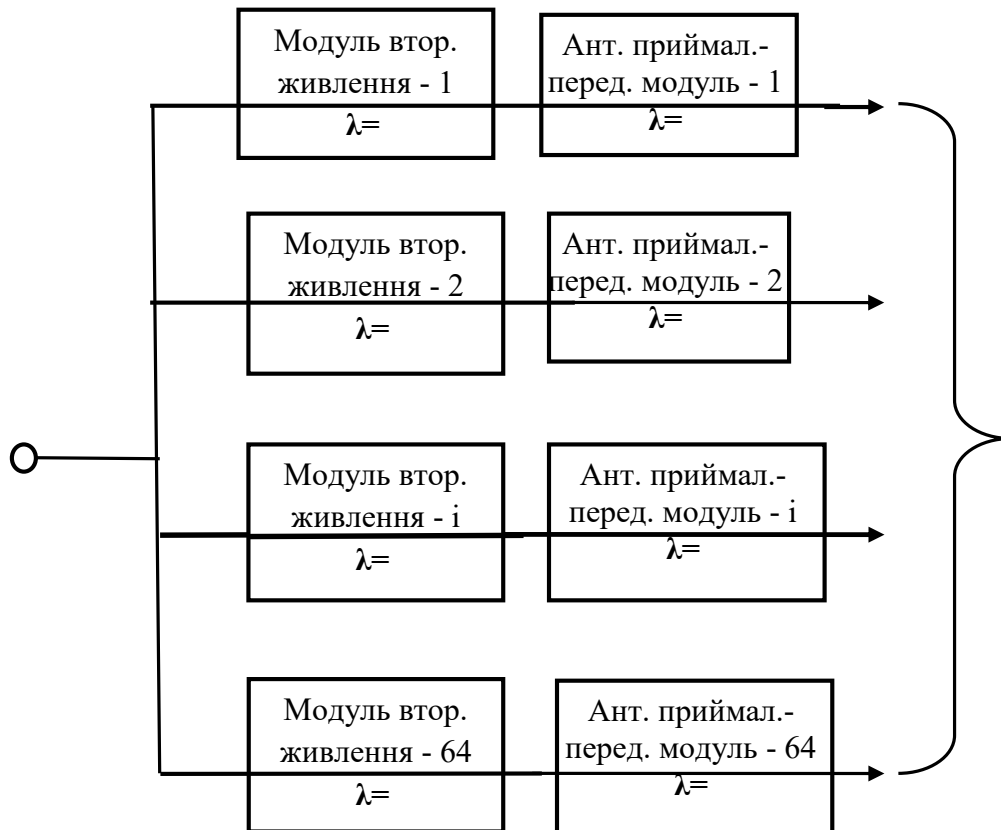 Модуль втор.
живлення - 1
λ=
Ант. приймал.-
перед. модуль - 1
λ=
Модуль втор.
живлення - 2
λ=
Ант. приймал.-
перед. модуль - 2
λ=
Модуль втор.
живлення - i
λ=
Ант. приймал.-
перед. модуль - i
λ=
Модуль втор.
живлення - 64
λ=
Ант. приймал.-
перед. модуль - 64
λ=